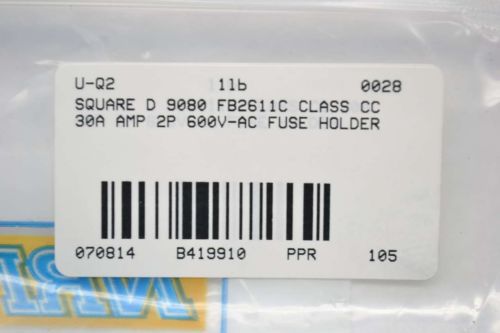 U-Q2 1lb 0028
SQUARE D 9080 FB2611C CLASS CC
30A AMP 2P 600V-AC FUSE HOLDER
070814 B419910 PPR 105
NRI